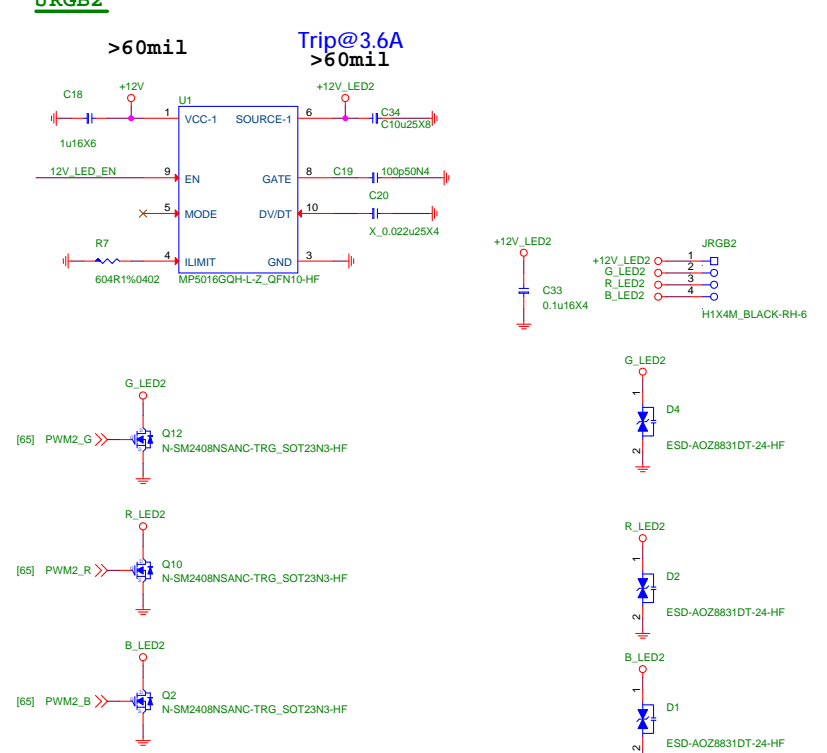 JRGB2
>60mil
Trip@3.6A
>60mil
C18
+12V
+12V_LED2
U1
1
VCC-1
SOURCE-1
6
C34
C10u25X8
1u16X6
12V_LED_EN
9
EN
GATE
8
C19
100p50N4
C20
5
MODE
DV/DT
10
X_0.022u25X4
R7
4
ILIMIT
GND
3
604R1%0402
MP5016GQH-L-Z_QFN10-HF
+12V_LED2
C33
0.1u16X4
JRGB2
+12V_LED2
1
G_LED2
2
R_LED2
3
B_LED2
4
H1X4M_BLACK-RH-6
G_LED2
[65]
PWM2_G
Q12
N-SM2408NSANC-TRG_SOT23N3-HF
G_LED2
1
D4
ESD-AOZ8831DT-24-HF
2
R_LED2
[65]
PWM2_R
Q10
N-SM2408NSANC-TRG_SOT23N3-HF
R_LED2
1
D2
ESD-AOZ8831DT-24-HF
2
B_LED2
[65]
PWM2_B
Q2
N-SM2408NSANC-TRG_SOT23N3-HF
B_LED2
1
D1
ESD-AOZ8831DT-24-HF
2